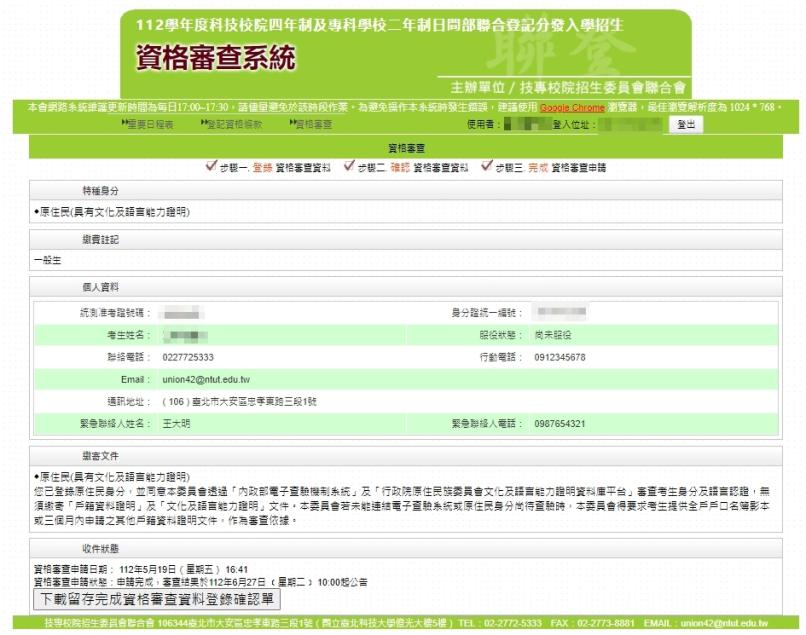 112學年度科技校院四年制及專科學校二年制日間部聯合登記分發入學招生
資格審查系統
聯登
主辦單位 / 技專校院招生委員會聯合會
本會網路系統維護更新時間為每日17:00~17:30，請儘量避免於該時段作業。為避免操作本系統時發生錯誤，建議使用 Google Chrome 瀏覽器，最佳瀏覽解析度為 1024 * 768。
重要日程表 登記資格條款 資格審查 使用者： 登入位址： 登出
資格審查
步驟一. 登錄 資格審查資料 步驟二. 確認 資格審查資料 步驟三. 完成 資格審查申請
特種身分
◆原住民(具有文化及語言能力證明)
繳費註記
一般生
個人資料
統測准考證號碼： 身分證統一編號：
考生姓名： 服役狀態： 尚未服役
聯絡電話： 0227725333 行動電話： 0912345678
Email： union42@ntut.edu.tw
通訊地址： ( 106 ) 臺北市大安區忠孝東路三段1號
緊急聯絡人姓名： 王大明 緊急聯絡人電話： 0987654321
繳寄文件
◆原住民(具有文化及語言能力證明)
您已登錄原住民身分，並同意本委員會透過「內政部電子查驗機制系統」及「行政院原住民族委員會文化及語言能力證明資料庫平台」審查考生身分及語言認證，無
須繳寄「戶籍資料證明」及「文化及語言能力證明」文件。本委員會若未能連結電子查驗系統或原住民身分尚待查驗時，本委員會得要求考生提供全戶戶口名簿影本
或三個月內申請之其他戶籍資料證明文件，作為審查依據。
收件狀態
資格審查申請日期： 112年5月19日 ( 星期五 ) 16:41
資格審查申請狀態：申請完成，審查結果於112年6月27日 ( 星期二 ) 10:00起公告
下載留存完成資格審查資料登錄確認單
技專校院招生委員會聯合會 106344臺北市大安區忠孝東路三段1號 ( 國立臺北科技大學億光大樓5樓 ) TEL：02-2772-5333 FAX：02-2773-8881 EMAIL：union42@ntut.edu.tw